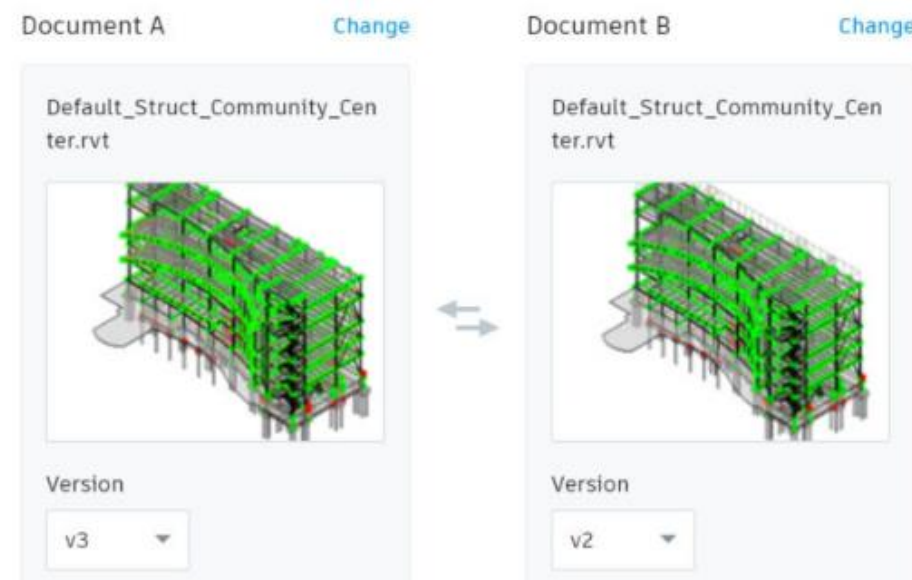 Document A Change
Default_Struct_Community_Cen
ter.rvt
Version
v3
Document B Change
Default_Struct_Community_Cen
ter.rvt
Version
v2